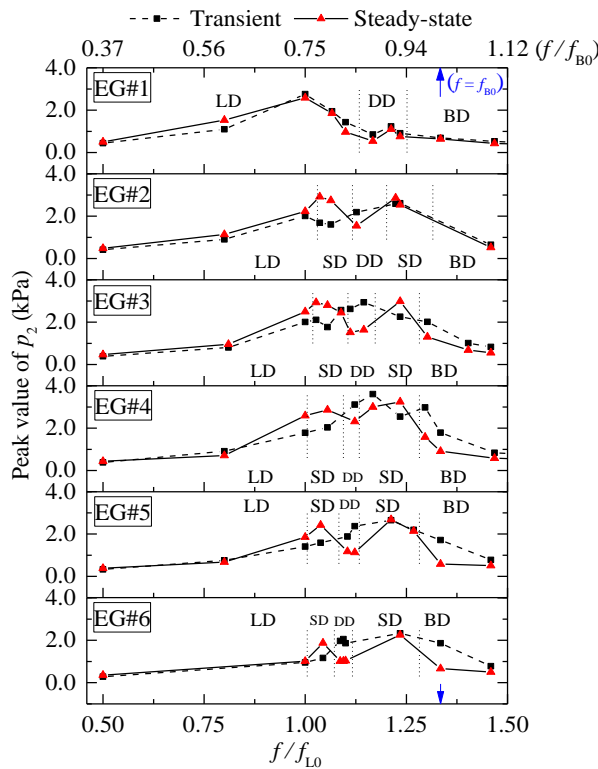 Transient Steady-state
0.37 0.56 0.75 0.94 1.12 (f/fB0)
Peak value of p2 (kPa)
4.0
2.0
0.0
EG#1
LD DD BD
(f = fB0)
4.0
2.0
0.0
EG#2
LD SD DD SD BD
4.0
2.0
0.0
EG#3
LD SD DD SD BD
4.0
2.0
0.0
EG#4
LD SD DD SD BD
4.0
2.0
0.0
EG#5
LD SD DD SD BD
4.0
2.0
0.0
EG#6
LD SD DD SD BD
0.50 0.75 1.00 1.25 1.50
f/fL0